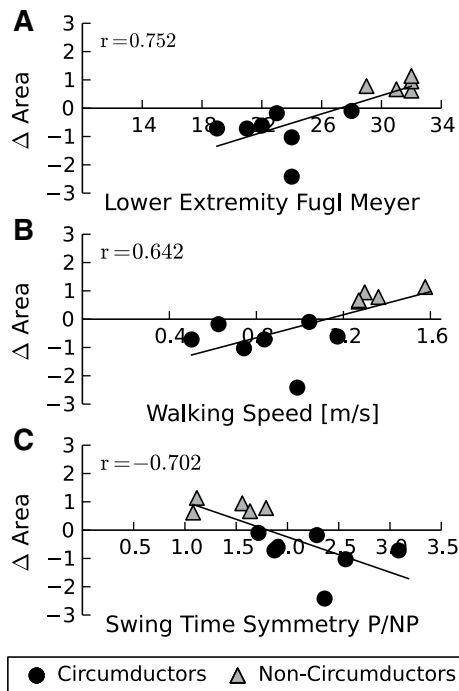 A
r=0.752
3
2
1
0
−1
−2
−3
Δ Area
14 18 22 26 30 34
Lower Extremity Fugl Meyer
B
r=0.642
3
2
1
0
−1
−2
−3
Δ Area
0.4 0.8 1.2 1.6
Walking Speed [m/s]
C
r=−0.702
3
2
1
0
−1
−2
−3
Δ Area
0.5 1.0 1.5 2.0 2.5 3.0 3.5
Swing Time Symmetry P/NP
Circumductors Non-Circumductors